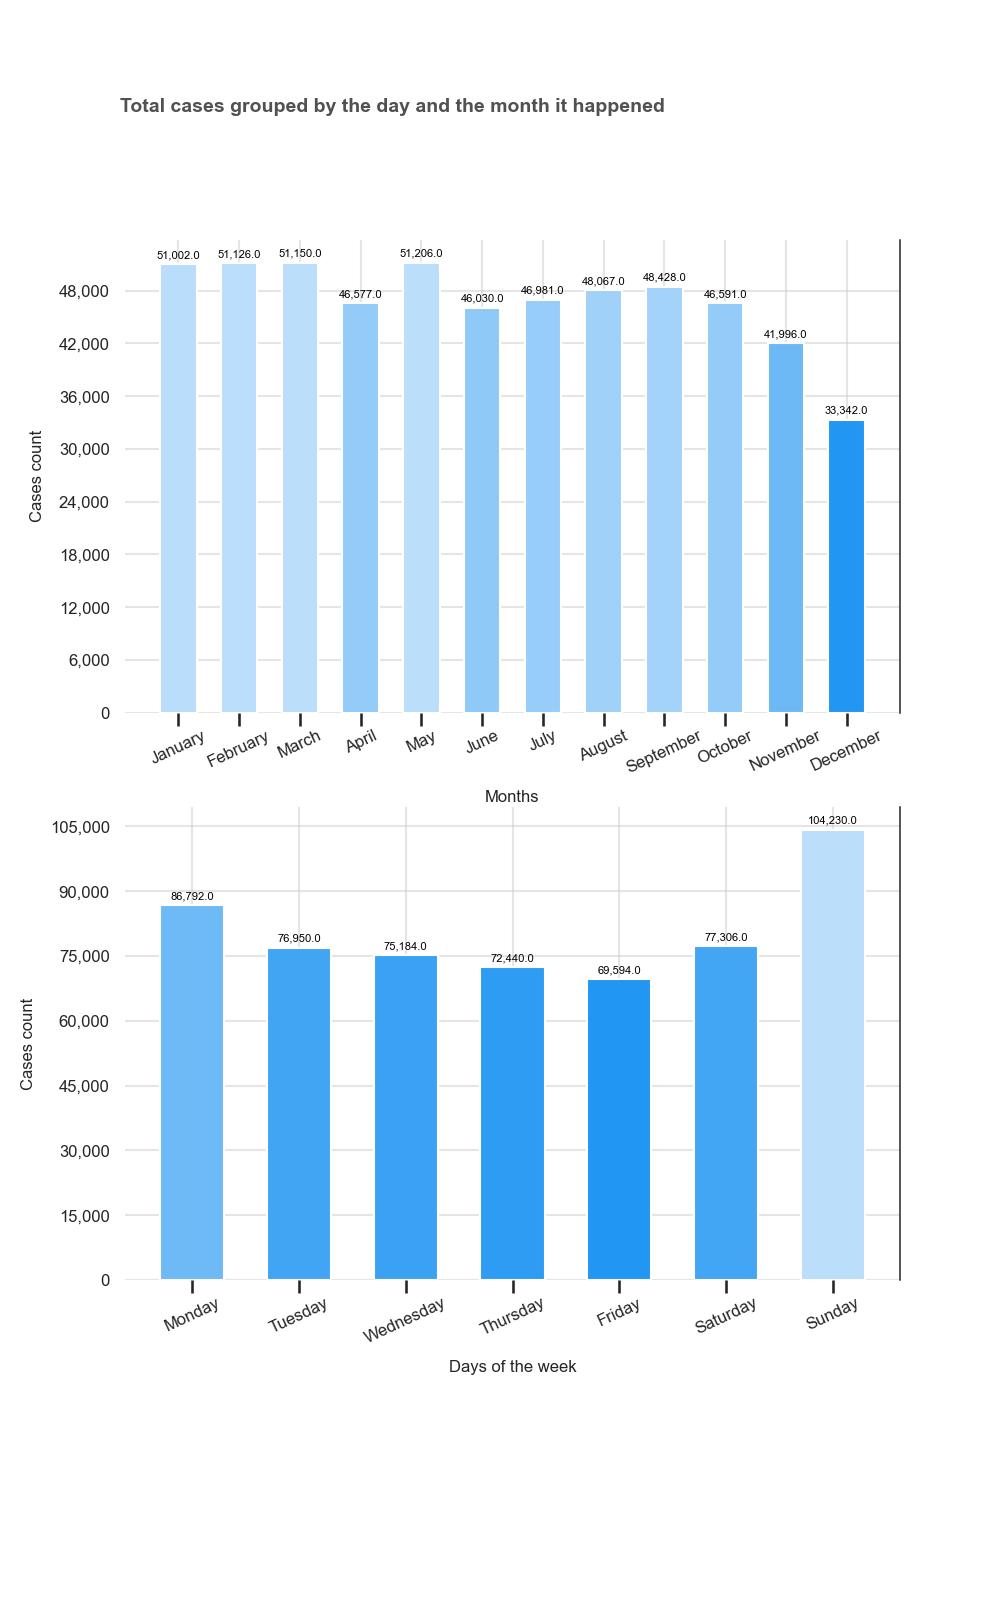 Total cases grouped by the day and the month it happened
51,002.0 51,126.0 51,150.0 46,577.0 51,206.0 46,030.0 46,981.0 48,067.0 48,428.0 46,591.0 41,996.0 33,342.0
48,000
42,000
36,000
30,000
24,000
18,000
12,000
6,000
0
Cases count
January February March April May June July August September October November December
Months
105,000
90,000
75,000
60,000
45,000
30,000
15,000
0
Cases count
86,792.0 76,950.0 75,184.0 72,440.0 69,594.0 77,306.0 104,230.0
Monday Tuesday Wednesday Thursday Friday Saturday Sunday
Days of the week